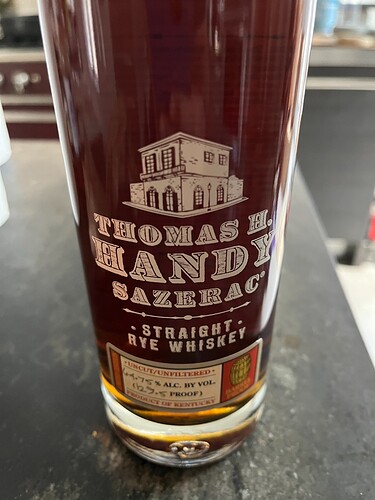 THOMAS H.
HANDY
SAZERAC
· STRAIGHT ·
RYE WHISKEY
• UNCUT/UNFILTERED •
64.75 % ALC. BY VOL.
(129.5 PROOF)
PRODUCT OF KENTUCKY